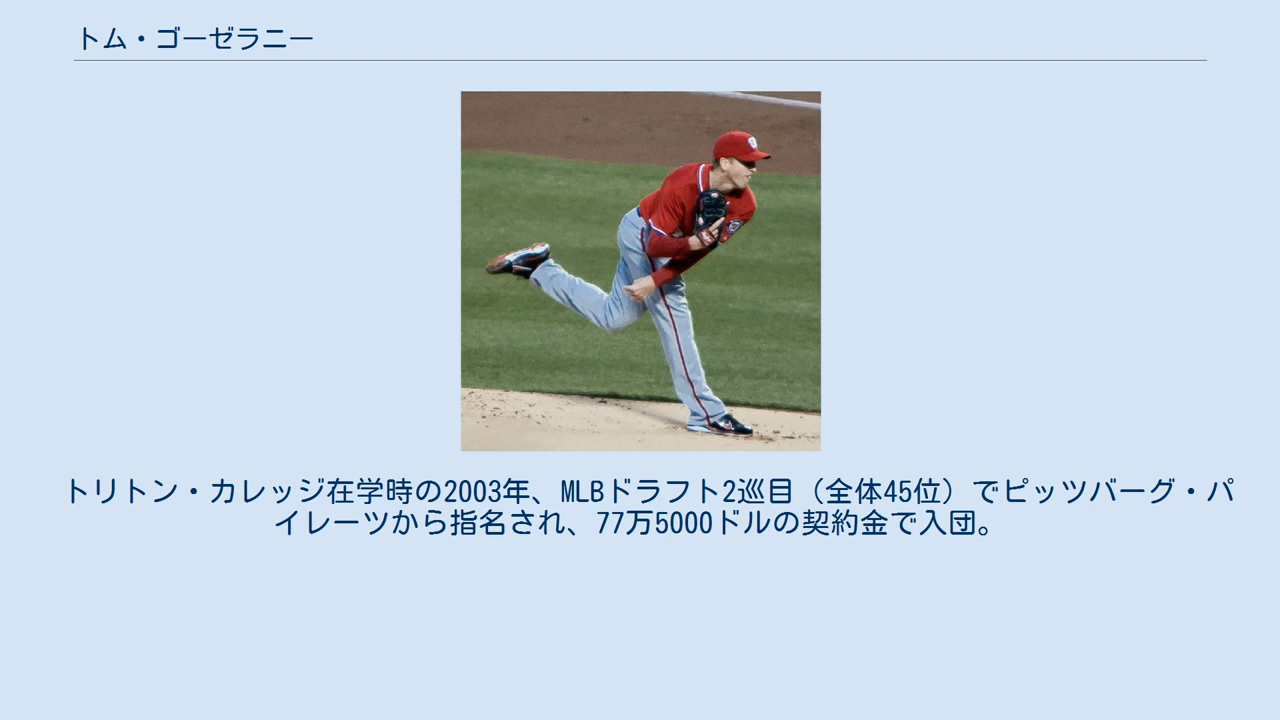 トム・ゴーゼラニー
トリトン・カレッジ在学時の2003年、MLBドラフト2巡目（全体45位）でピッツバーグ・パ
イレーツから指名され、77万5000ドルの契約金で入団。